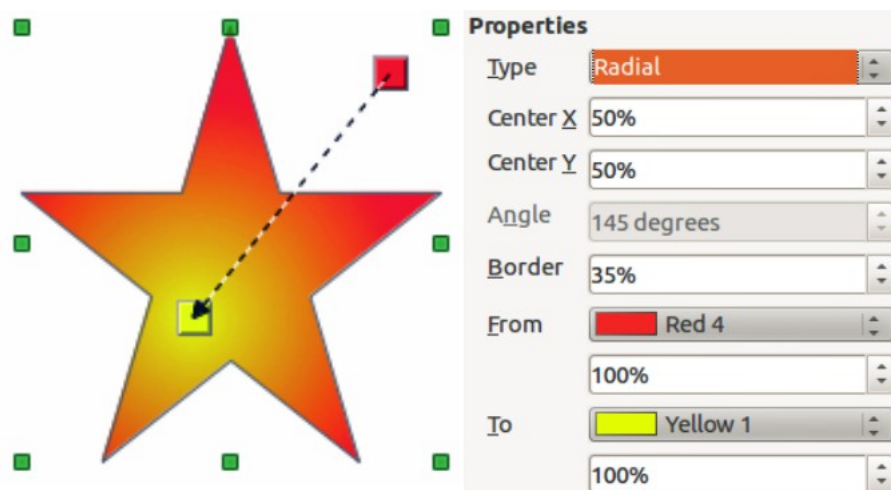 Properties
Type Radial
Center X 50%
Center Y 50%
Angle 145 degrees
Border 35%
From Red 4
100%
To Yellow 1
100%